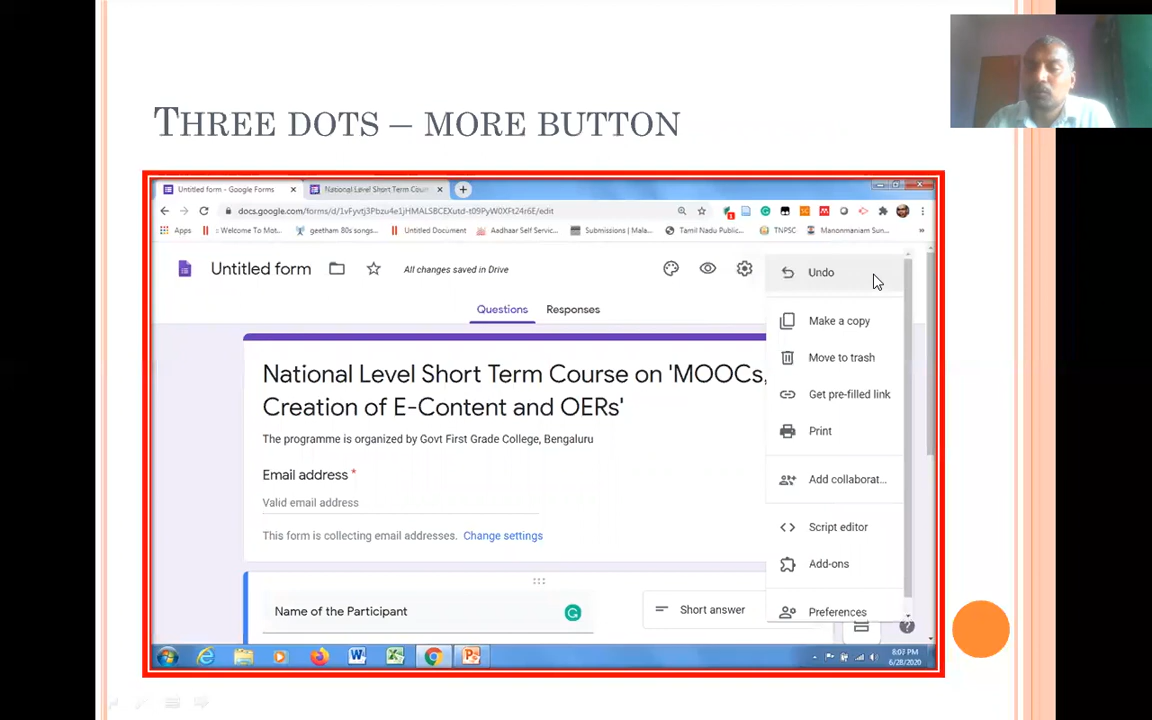 THREE DOTS – MORE BUTTON
Untitled form - Google Forms
National Level Short Term Cour
docs.google.com/forms/d/1vFyvtj3Pbzu4e1jHMALSBCEXutd-t09PyW0XFt24r6E/edit
Apps
:: Welcome To Mot...
geetham 80s songs...
Untitled Document
Aadhaar Self Servic...
Submissions | Mala...
Tamil Nadu Public...
TNPSC
Manonmaniam Sun...
»
Untitled form
All changes saved in Drive
Undo
Questions
Responses
Make a copy
Move to trash
Get pre-filled link
Print
Add collaborat...
Script editor
Add-ons
Preferences
National Level Short Term Course on 'MOOCs,
Creation of E-Content and OERs'
The programme is organized by Govt First Grade College, Bengaluru
Email address *
Valid email address
This form is collecting email addresses. Change settings
Name of the Participant
Short answer
8:07 PM
6/28/2020